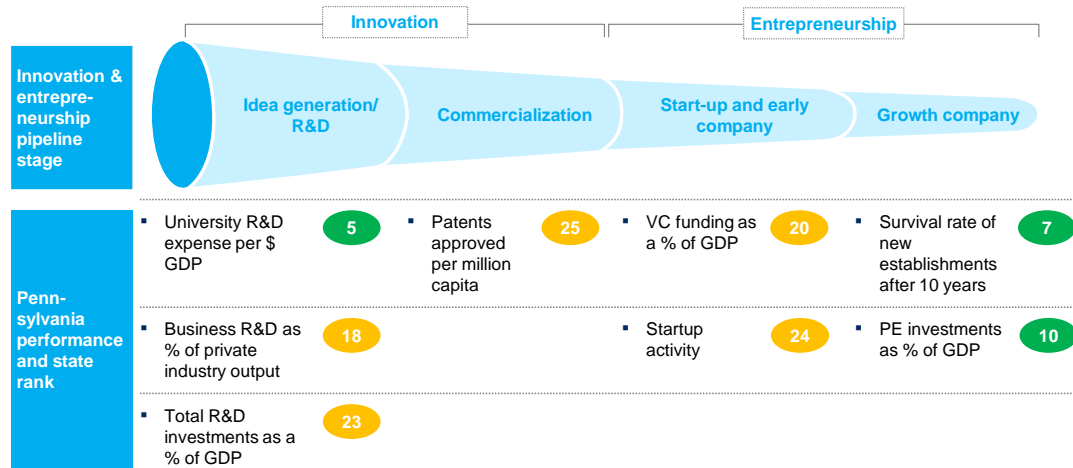 Innovation
Entrepreneurship
Innovation &
entrepre-
neurship
pipeline
stage
Idea generation/
R&D
Commercialization
Start-up and early
company
Growth company
Penn-
sylvania
performance
and state
rank
▪ University R&D
expense per $
GDP
5
▪ Patents
approved
per million
capita
25
▪ VC funding as
a % of GDP
20
▪ Survival rate of
new
establishments
after 10 years
7
▪ Business R&D as
% of private
industry output
18
▪ Startup
activity
24
▪ PE investments
as % of GDP
10
▪ Total R&D
investments as a
% of GDP
23